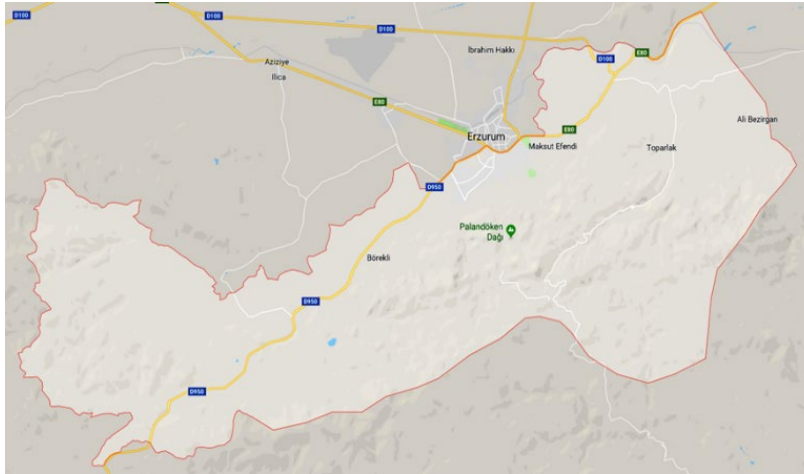 D100
D100
İbrahim Hakkı
E80
D100
Aziziye
Ilıca
E80
Ali Bezirgan
E80
Erzurum
Maksut Efendi
Toparlak
D950
Palandöken
Dağı
Börekli
D950
D950